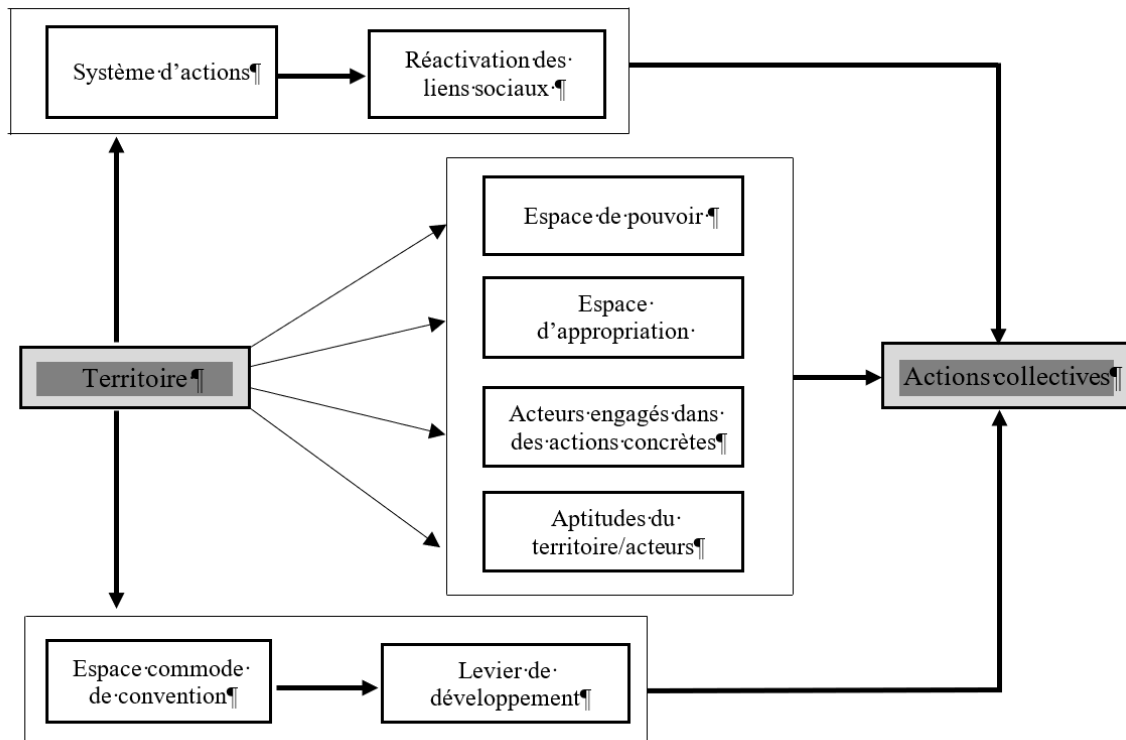 Système·d’actions¶
Réactivation·des·
liens·sociaux·¶
Espace·de·pouvoir·¶
Espace·
d’appropriation·
Territoire·¶
Actions·collectives¶
Acteurs·engagés·dans·
des·actions·concrètes¶
Aptitudes·du·
territoire/acteurs¶
Espace·commode·
de·convention¶
Levier·de·
développement¶